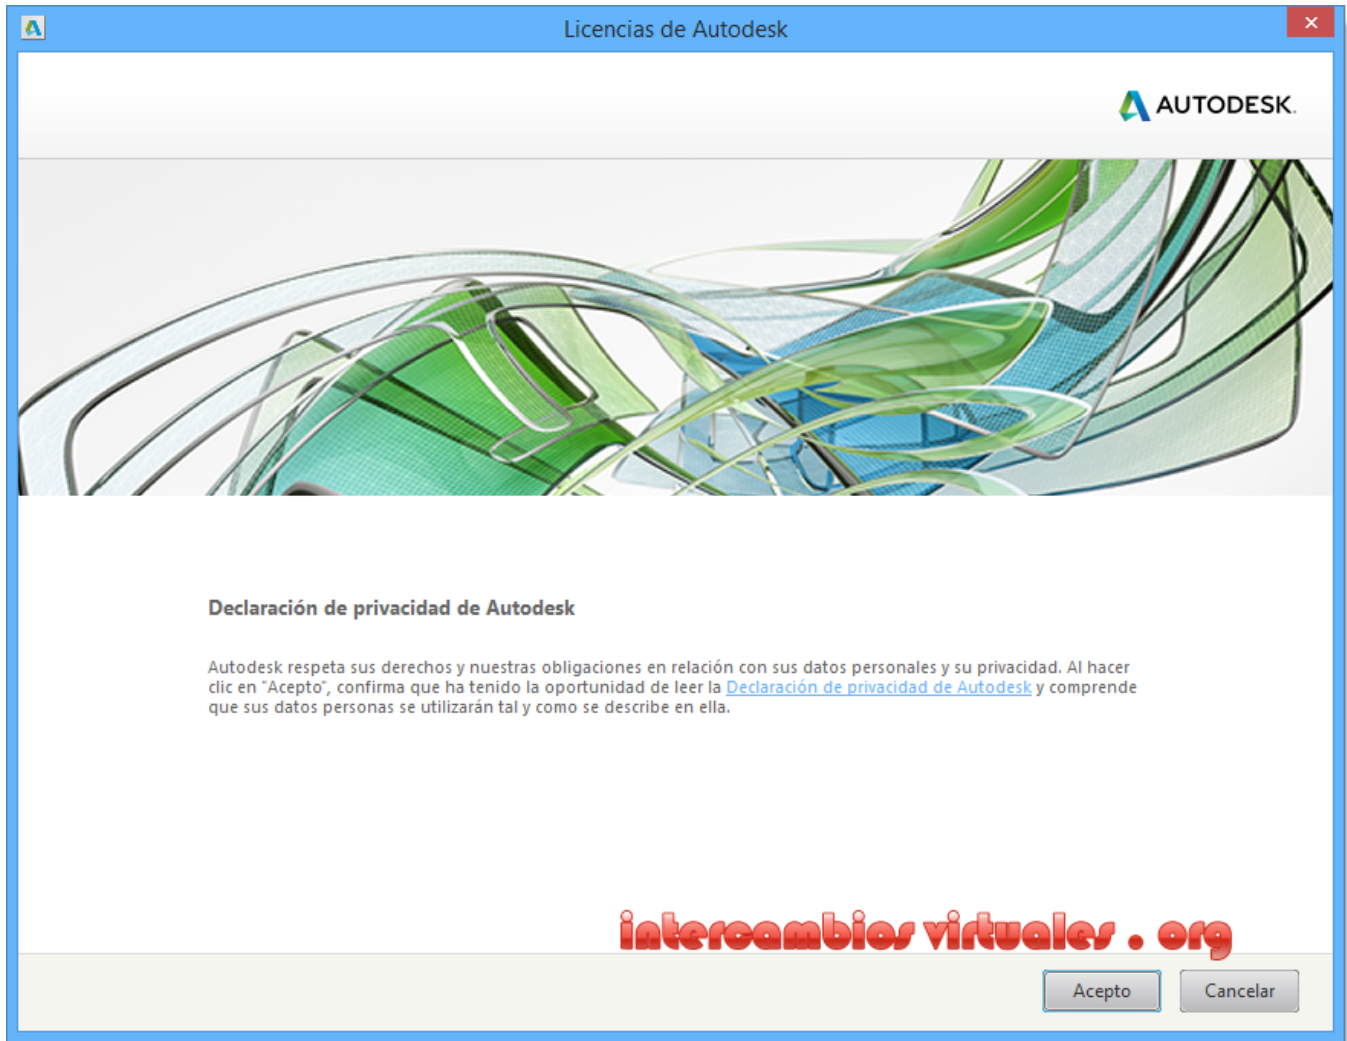 Licencias de Autodesk
AUTODESK.
Declaración de privacidad de Autodesk
Autodesk respeta sus derechos y nuestras obligaciones en relación con sus datos personales y su privacidad. Al hacer
clic en "Acepto", confirma que ha tenido la oportunidad de leer la Declaración de privacidad de Autodesk y comprende
que sus datos personas se utilizarán tal y como se describe en ella.
intercambios virtuales . org
Acepto Cancelar